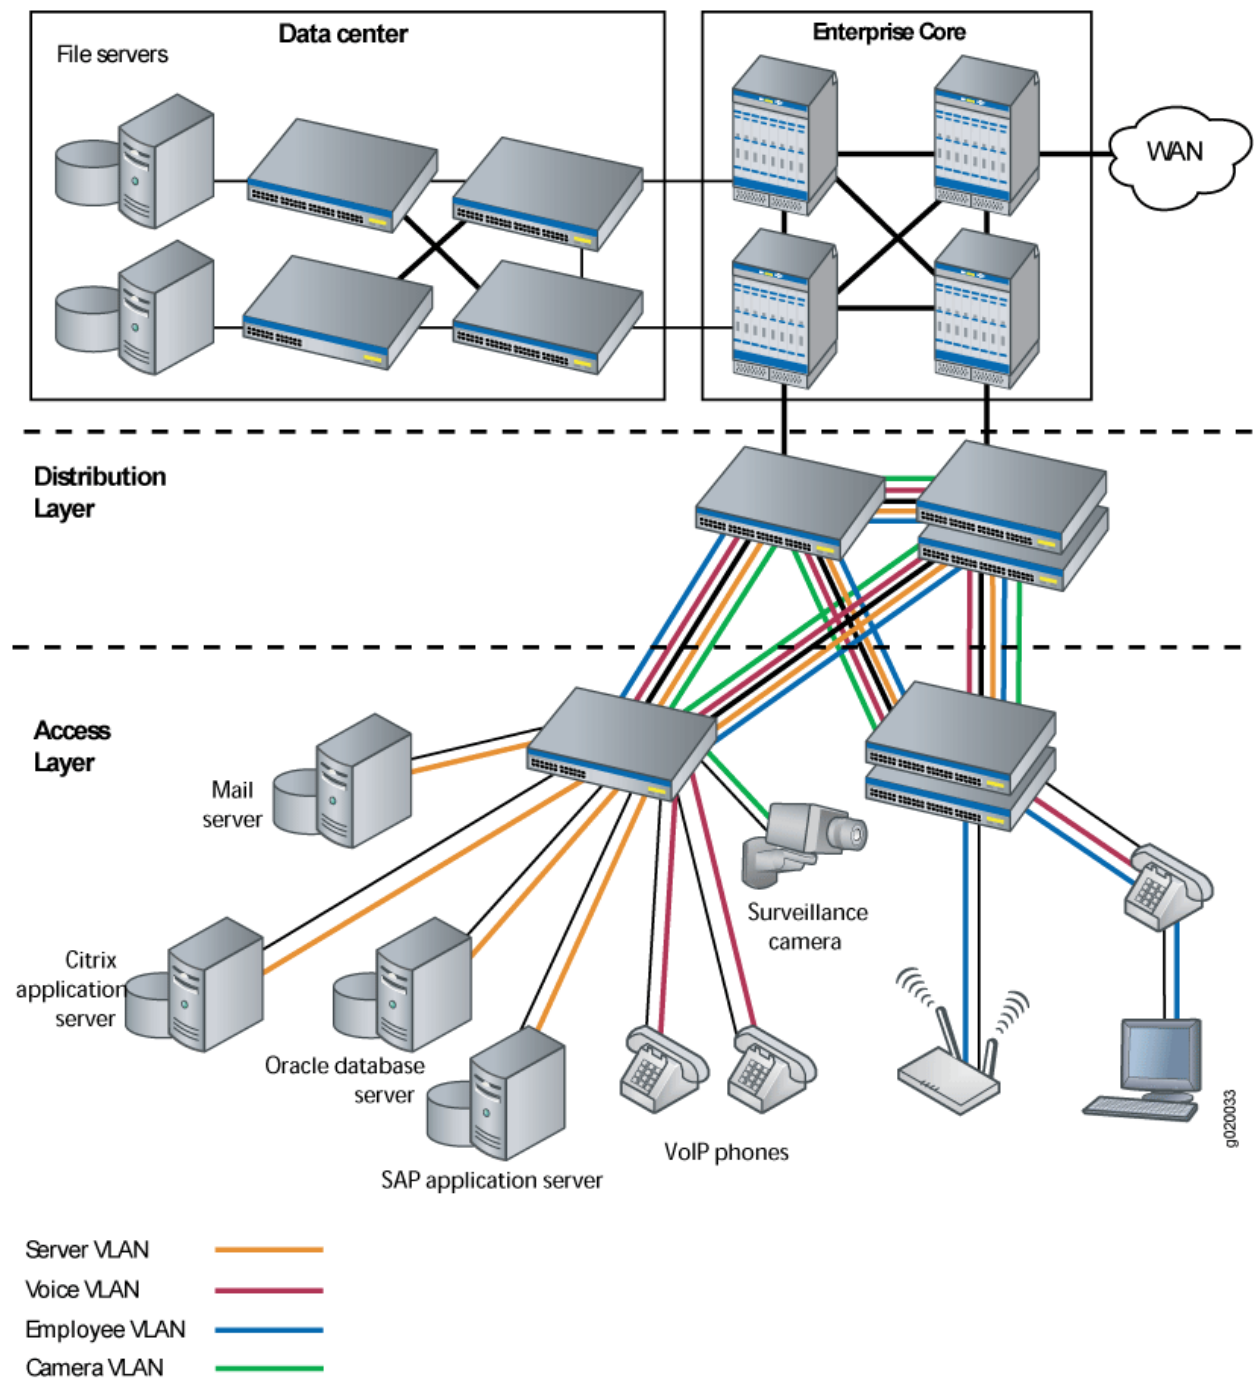 Data center
File servers
Enterprise Core
WAN
Distribution
Layer
Access
Layer
Mail
server
Citrix
application
server
Oracle database
server
SAP application server
VoIP phones
Surveillance
camera
g020033
Server VLAN
Voice VLAN
Employee VLAN
Camera VLAN